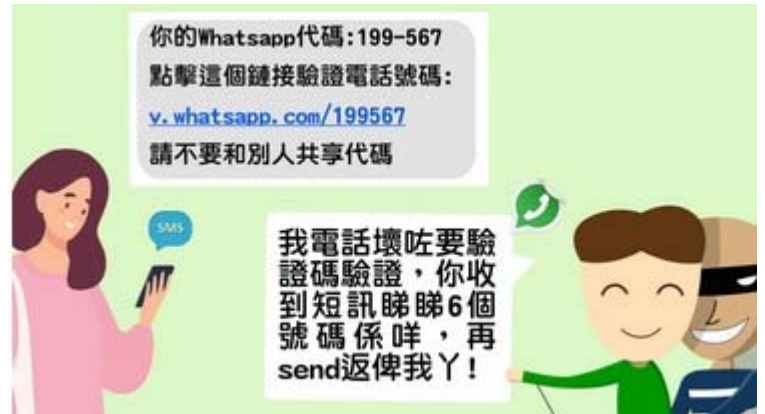 你的Whatsapp代碼:199-567
點擊這個鏈接驗證電話號碼:
v.whatsapp.com/199567
請不要和別人共享代碼
SMS
我電話壞咗要驗
證碼驗證，你收
到短訊睇睇6個
號碼係咩，再
send返俾我丫!